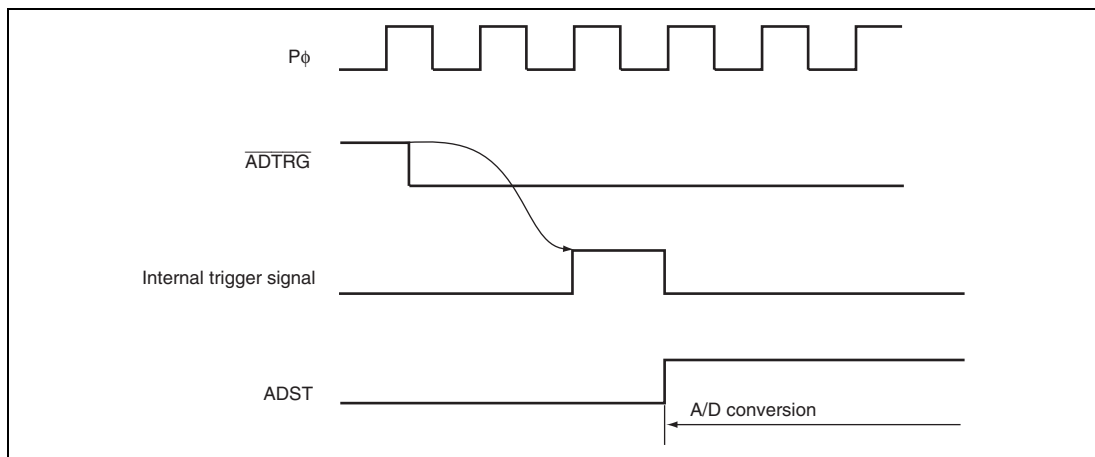 Pϕ
ADTRG
Internal trigger signal
ADST
A/D conversion